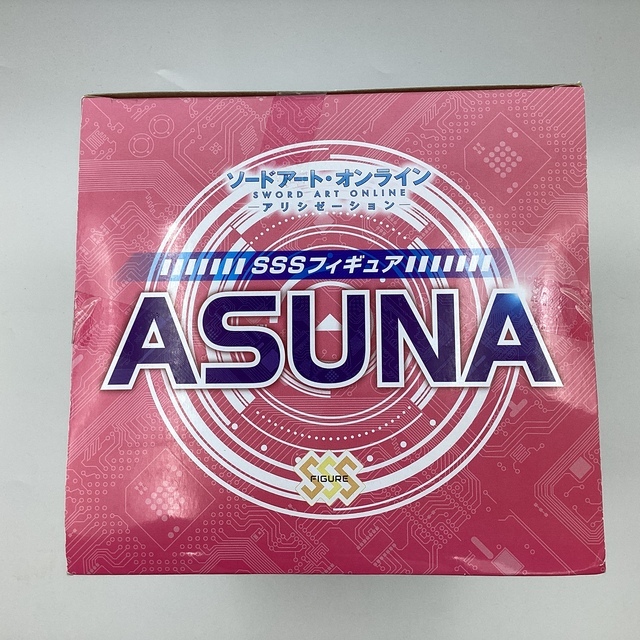 ソードアート・オンライン
SWORD ART ONLINE
アリシゼーション
SSSフィギュア
ASUNA
SSS
FIGURE